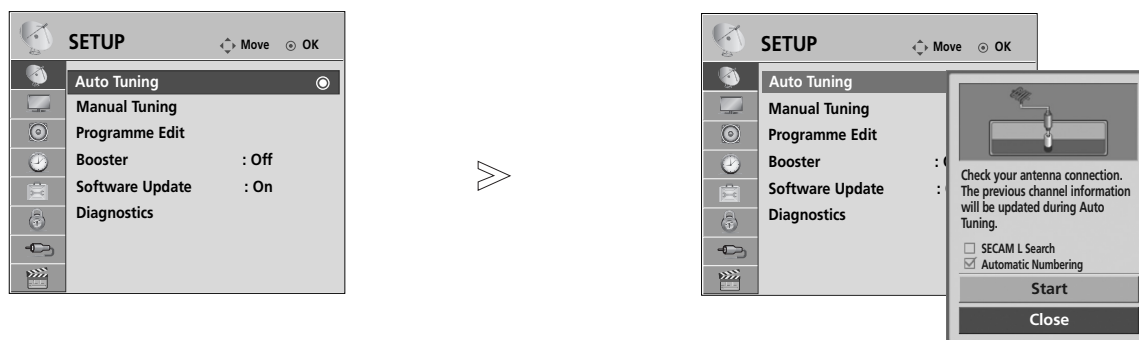 SETUP
Move OK
Auto Tuning
Manual Tuning
Programme Edit
Booster : Off
Software Update : On
Diagnostics
SETUP
Move OK
Auto Tuning
Manual Tuning
Programme Edit
Booster :
Software Update :
Diagnostics
Check your antenna connection.
The previous channel information
will be updated during Auto
Tuning.
SECAM L Search
Automatic Numbering
Start
Close